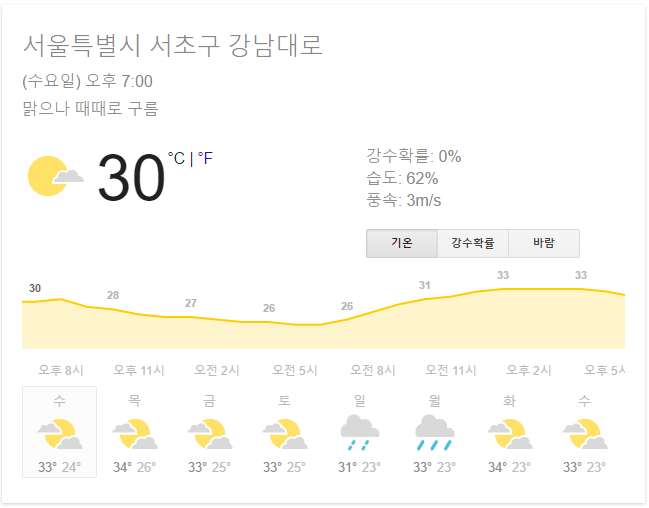 서울특별시 서초구 강남대로
(수요일) 오후 7:00
맑으나 때때로 구름
30 °C | °F
강수확률: 0%
습도: 62%
풍속: 3m/s
기온 강수확률 바람
30 28 27 26 26 31 33 33
오후 8시 오후 11시 오전 2시 오전 5시 오전 8시 오전 11시 오후 2시 오후 5시
수 목 금 토 일 월 화 수
33° 24° 34° 26° 33° 25° 33° 25° 31° 23° 33° 23° 34° 23° 33° 23°